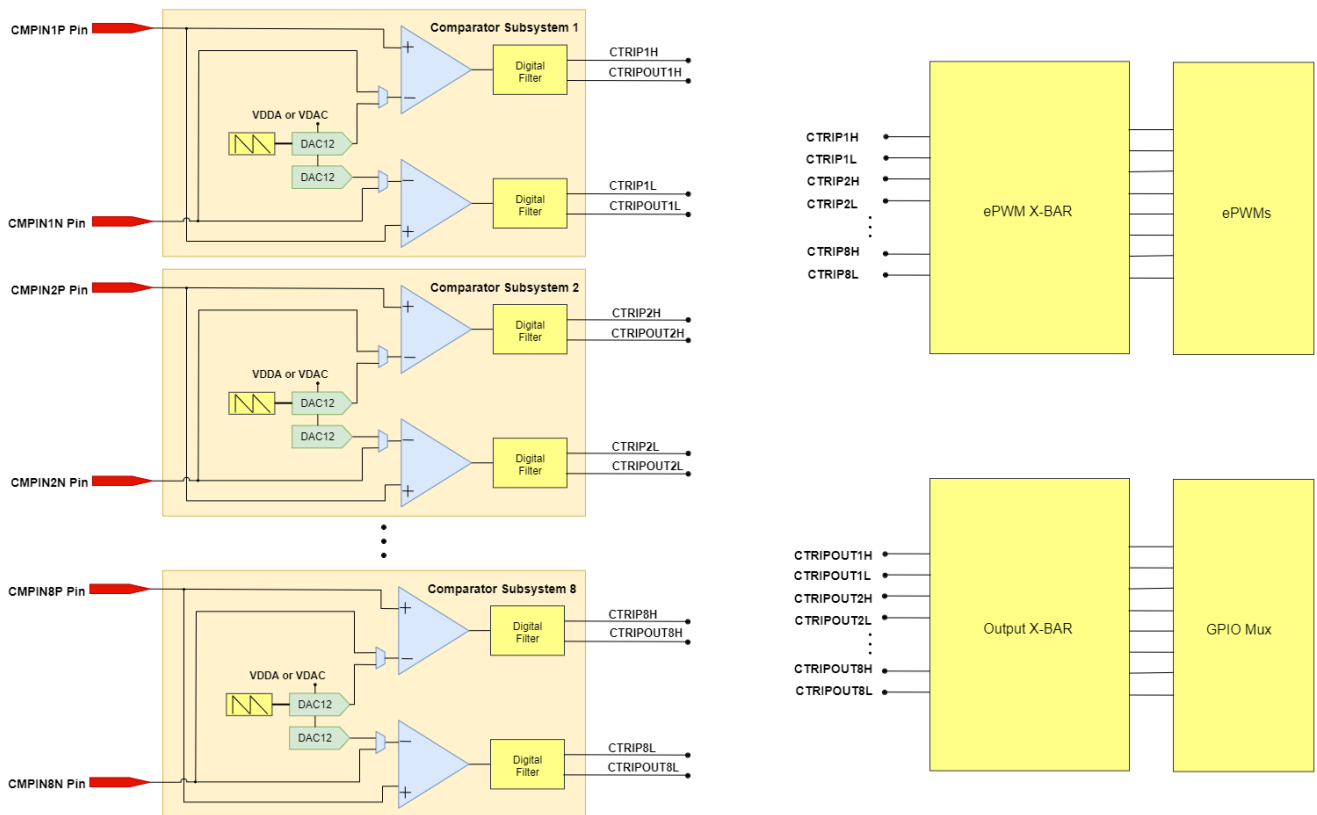 Comparator Subsystem 1
CMPIN1P Pin
CTRIP1H
Digital
Filter
CTRIPOUT1H
VDDA or VDAC
DAC12
DAC12
CTRIP1L
Digital
Filter
CTRIPOUT1L
CMPIN1N Pin
CMPIN2P Pin
Comparator Subsystem 2
CTRIP2H
Digital
Filter
CTRIPOUT2H
VDDA or VDAC
DAC12
DAC12
CTRIP2L
Digital
Filter
CTRIPOUT2L
CMPIN2N Pin
CMPIN8P Pin
Comparator Subsystem 8
CTRIP8H
Digital
Filter
CTRIPOUT8H
VDDA or VDAC
DAC12
DAC12
CTRIP8L
Digital
Filter
CTRIPOUT8L
CMPIN8N Pin
CTRIP1H
CTRIP1L
CTRIP2H
CTRIP2L
CTRIP8H
CTRIP8L
ePWM X-BAR
ePWMs
CTRIPOUT1H
CTRIPOUT1L
CTRIPOUT2H
CTRIPOUT2L
CTRIPOUT8H
CTRIPOUT8L
Output X-BAR
GPIO Mux